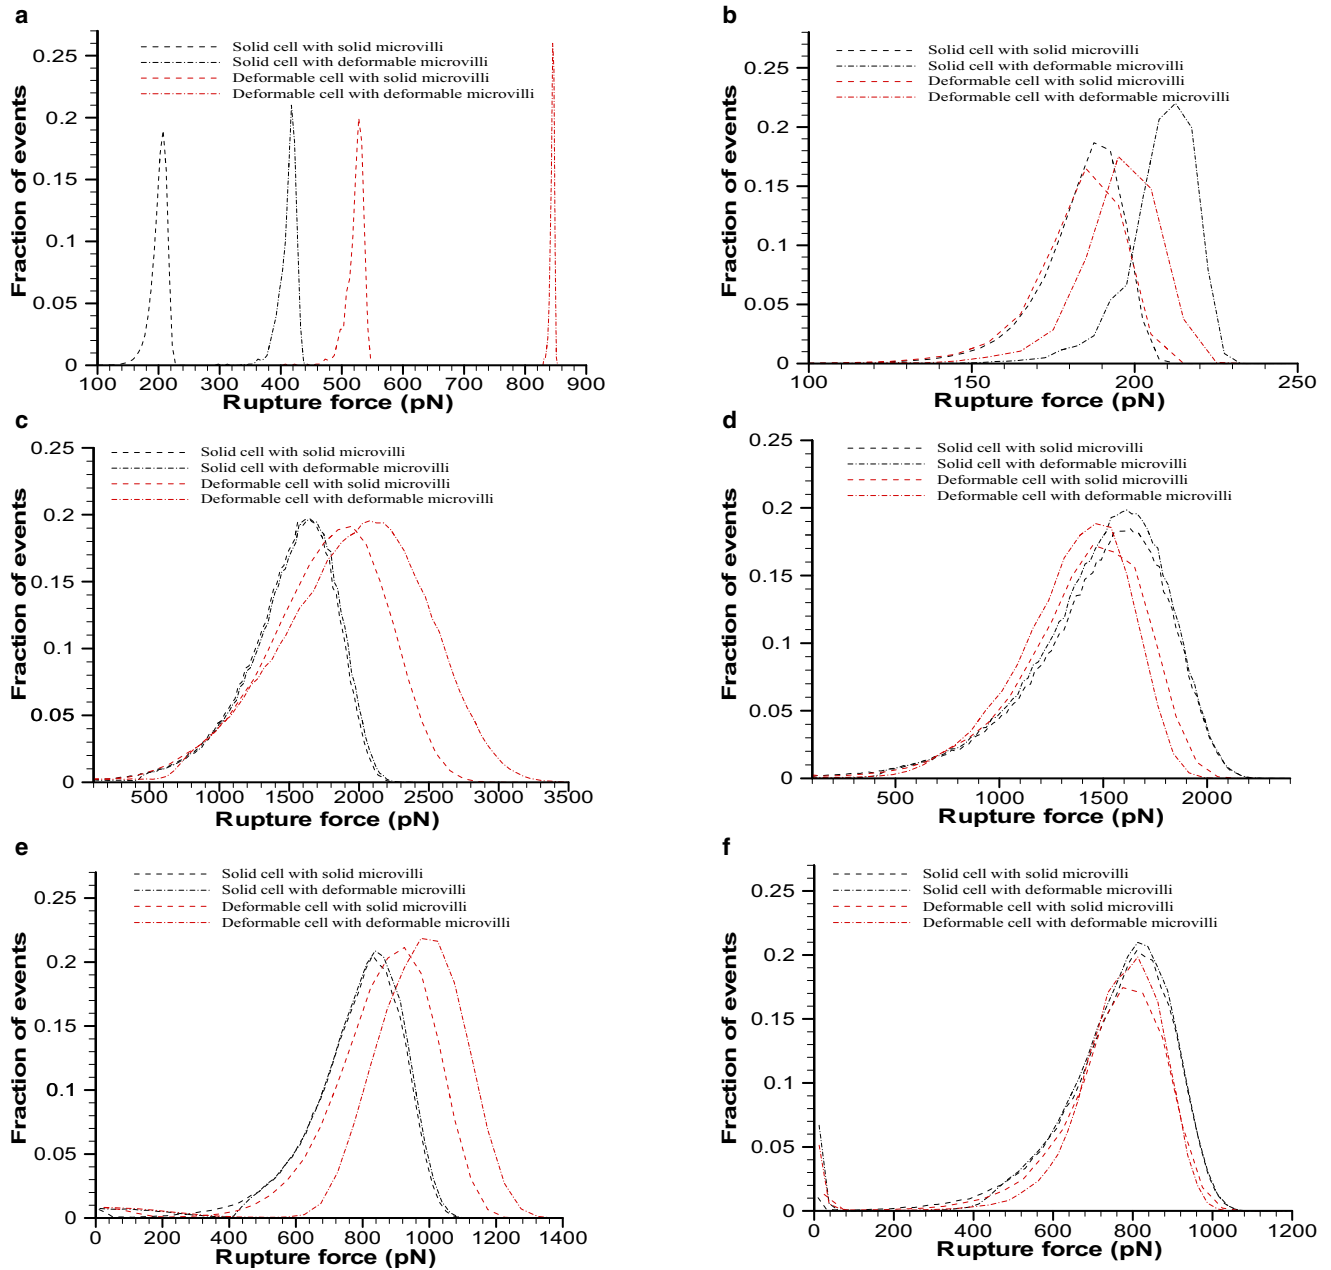 a
Fraction of events
0.25
0.2
0.15
0.1
0.05
0
Solid cell with solid microvilli
Solid cell with deformable microvilli
Deformable cell with solid microvilli
Deformable cell with deformable microvilli
100 200 300 400 500 600 700 800 900
Rupture force (pN)
b
Fraction of events
0.25
0.2
0.15
0.1
0.05
0
Solid cell with solid microvilli
Solid cell with deformable microvilli
Deformable cell with solid microvilli
Deformable cell with deformable microvilli
100 150 200 250
Rupture force (pN)
c
Fraction of events
0.25
0.2
0.15
0.1
0.05
0
Solid cell with solid microvilli
Solid cell with deformable microvilli
Deformable cell with solid microvilli
Deformable cell with deformable microvilli
500 1000 1500 2000 2500 3000 3500
Rupture force (pN)
d
Fraction of events
0.25
0.2
0.15
0.1
0.05
0
Solid cell with solid microvilli
Solid cell with deformable microvilli
Deformable cell with solid microvilli
Deformable cell with deformable microvilli
500 1000 1500 2000
Rupture force (pN)
e
Fraction of events
0.25
0.2
0.15
0.1
0.05
0
Solid cell with solid microvilli
Solid cell with deformable microvilli
Deformable cell with solid microvilli
Deformable cell with deformable microvilli
0 200 400 600 800 1000 1200 1400
Rupture force (pN)
f
Fraction of events
0.25
0.2
0.15
0.1
0.05
0
Solid cell with solid microvilli
Solid cell with deformable microvilli
Deformable cell with solid microvilli
Deformable cell with deformable microvilli
0 200 400 600 800 1000 1200
Rupture force (pN)